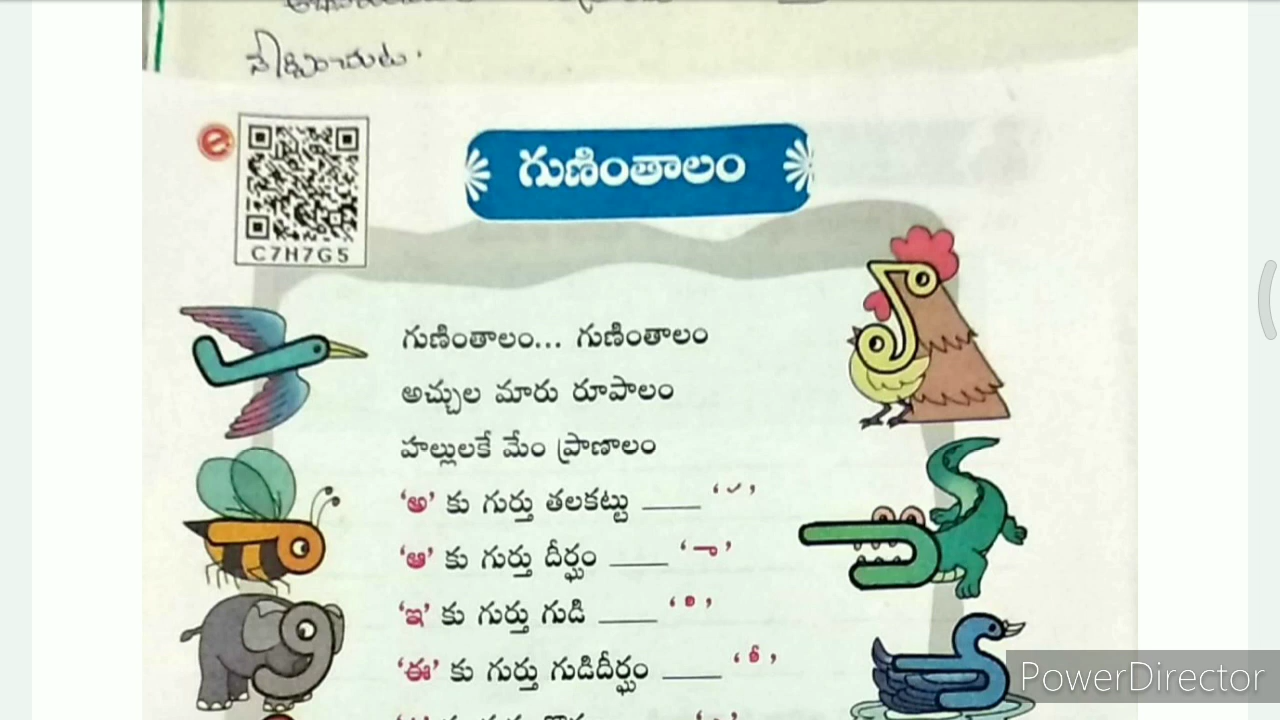 నేర్పించుట.
e
C7H7G5
గుణింతాలం
గుణింతాలం... గుణింతాలం
అచ్చుల మారు రూపాలం
హల్లులకే మేం ప్రాణాలం
‘అ’ కు గుర్తు తలకట్టు ____ ‘ ✓ ’
‘ఆ’ కు గుర్తు దీర్ఘం ____ ‘ ా ’
‘ఇ’ కు గుర్తు గుడి ____ ‘ ి ’
‘ఈ’ కు గుర్తు గుడిదీర్ఘం ____ ‘ ీ ’
PowerDirector